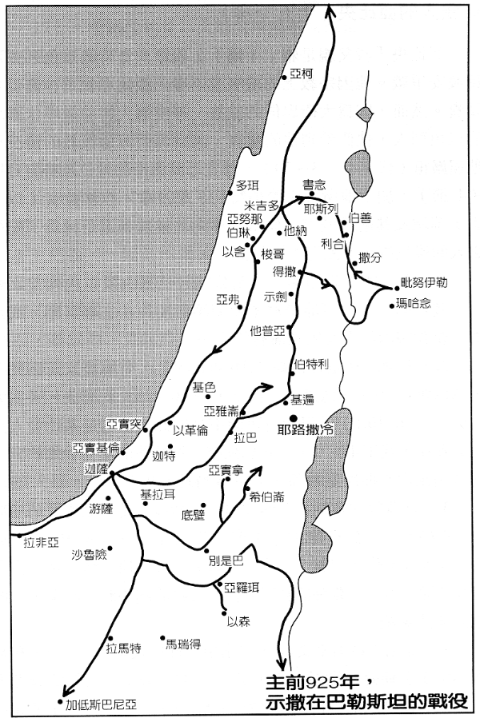 亞柯
多珥
書念
米吉多
耶斯列
亞努那
伯善
伯琳
他納
利合
以舍
梭哥
撒分
得撒
毗努伊勒
示劍
瑪哈念
亞弗
他普亞
伯特利
基色
亞雅崙
基遍
亞實突
以革倫
耶路撒冷
拉巴
亞實基倫
迦特
亞實拿
迦薩
基拉耳
希伯崙
游薩
底璧
拉非亞
沙魯險
別是巴
亞羅珥
以森
拉馬特
馬瑞得
主前925年，
示撒在巴勒斯坦的戰役
加低斯巴尼亞